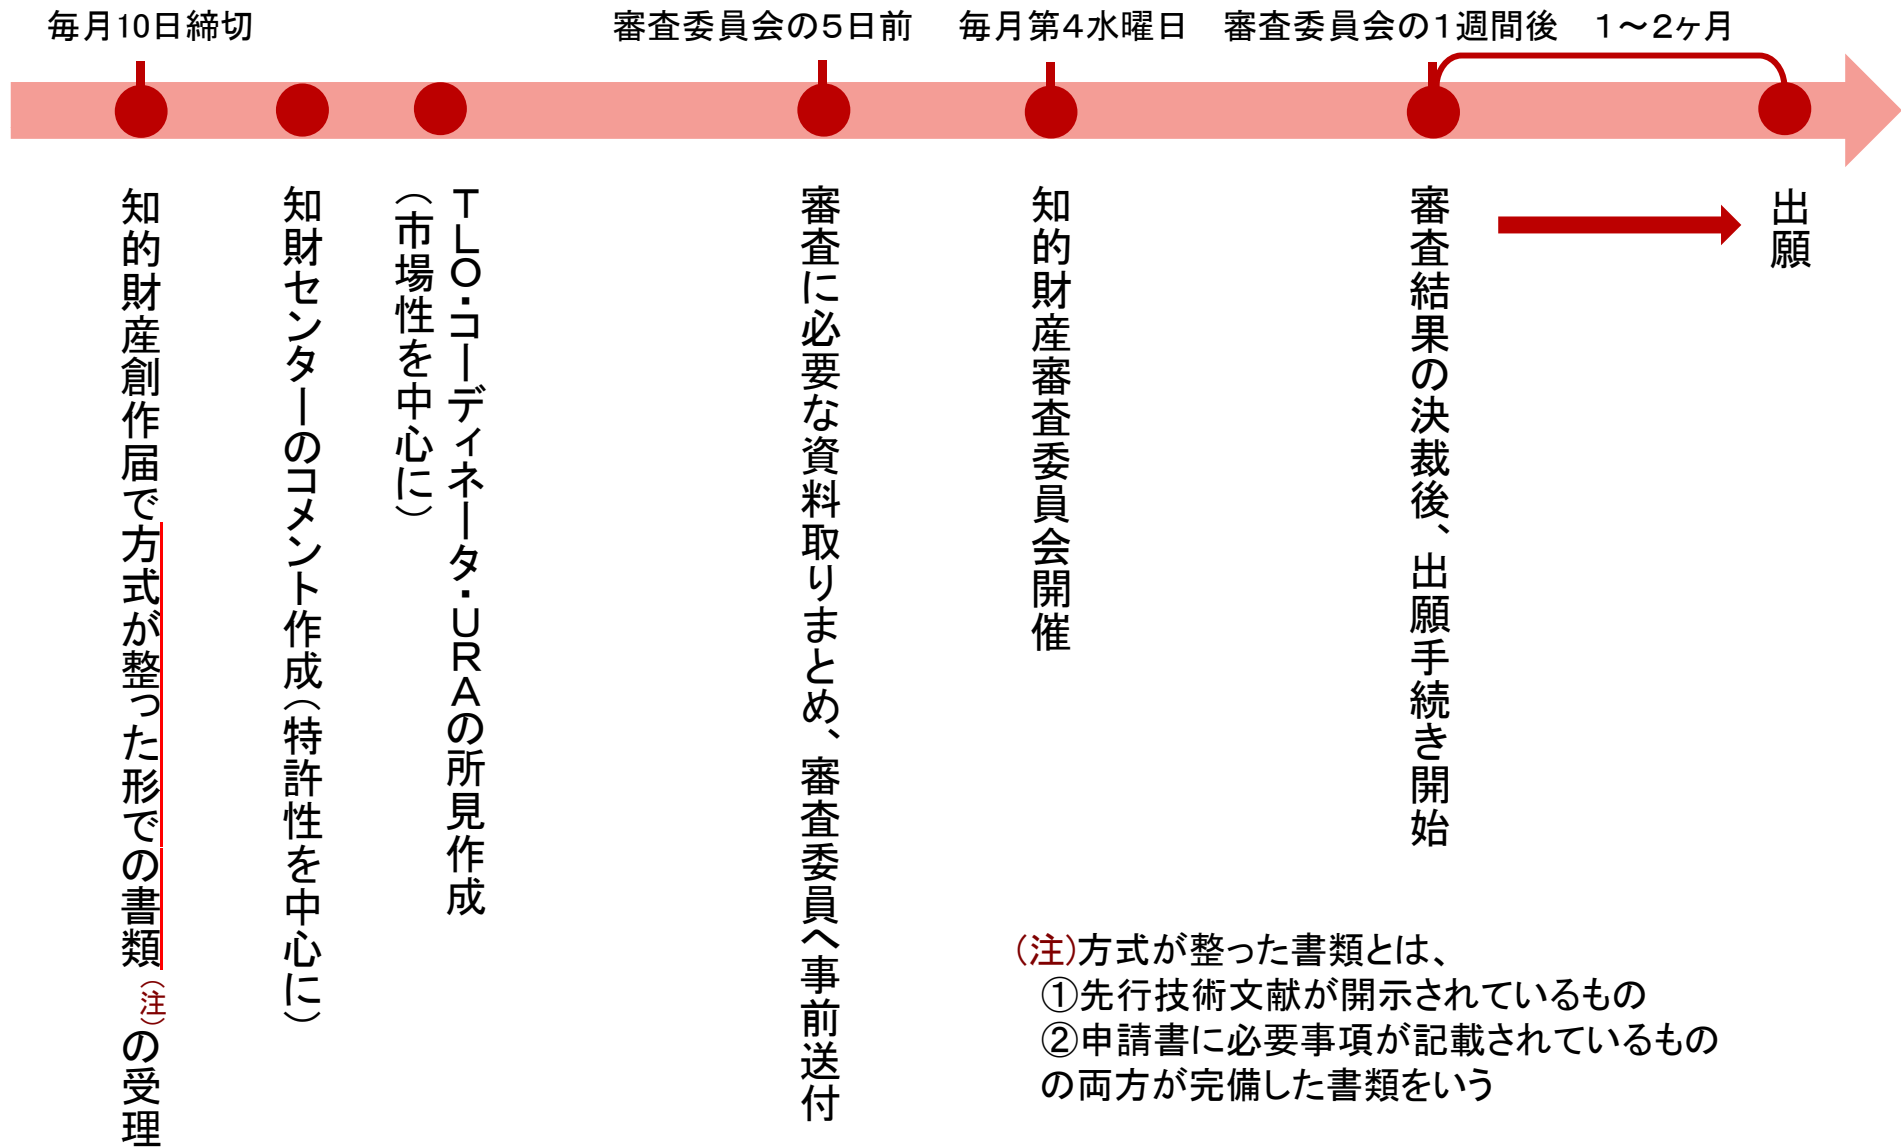 毎月10日締切
審査委員会の5日前
毎月第4水曜日
審査委員会の1週間後
1～2ヶ月
知的財産創作届で方式が整った形での書類(注)の受理
知財センターのコメント作成(特許性を中心に)
TLO・コーディネータ・URAの所見作成
(市場性を中心に)
審査に必要な資料取りまとめ、審査委員へ事前送付
知的財産審査委員会開催
審査結果の決裁後、出願手続き開始
出願
(注)方式が整った書類とは、
①先行技術文献が開示されているもの
②申請書に必要事項が記載されているもの
の両方が完備した書類をいう